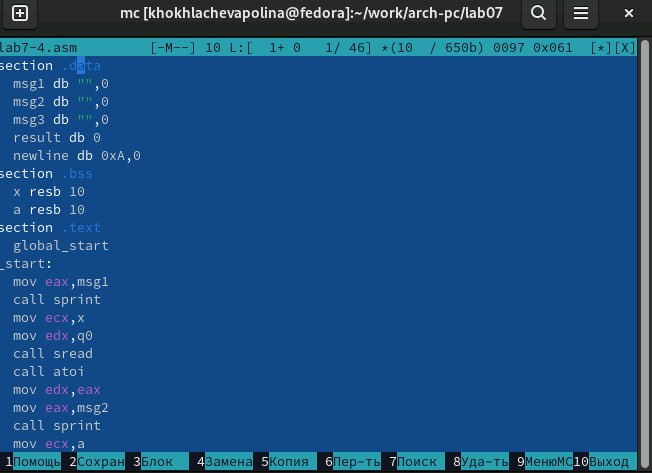 mc [khokhlachevapolina@fedora]:~/work/arch-pc/lab07
lab7-4.asm [-M--] 10 L:[ 1+ 0 1/ 46] *(10 / 650b) 0097 0x061 [*][X]
section .data
msg1 db "",0
msg2 db "",0
msg3 db "",0
result db 0
newline db 0xA,0
section .bss
x resb 10
a resb 10
section .text
global_start
_start:
mov eax,msg1
call sprint
mov ecx,x
mov edx,q0
call sread
call atoi
mov edx,eax
mov eax,msg2
call sprint
mov ecx,a
1Помощь 2Сохран 3Блок 4Замена 5Копия 6Пер~ть 7Поиск 8Уда~ть 9МенюMC 10Выход